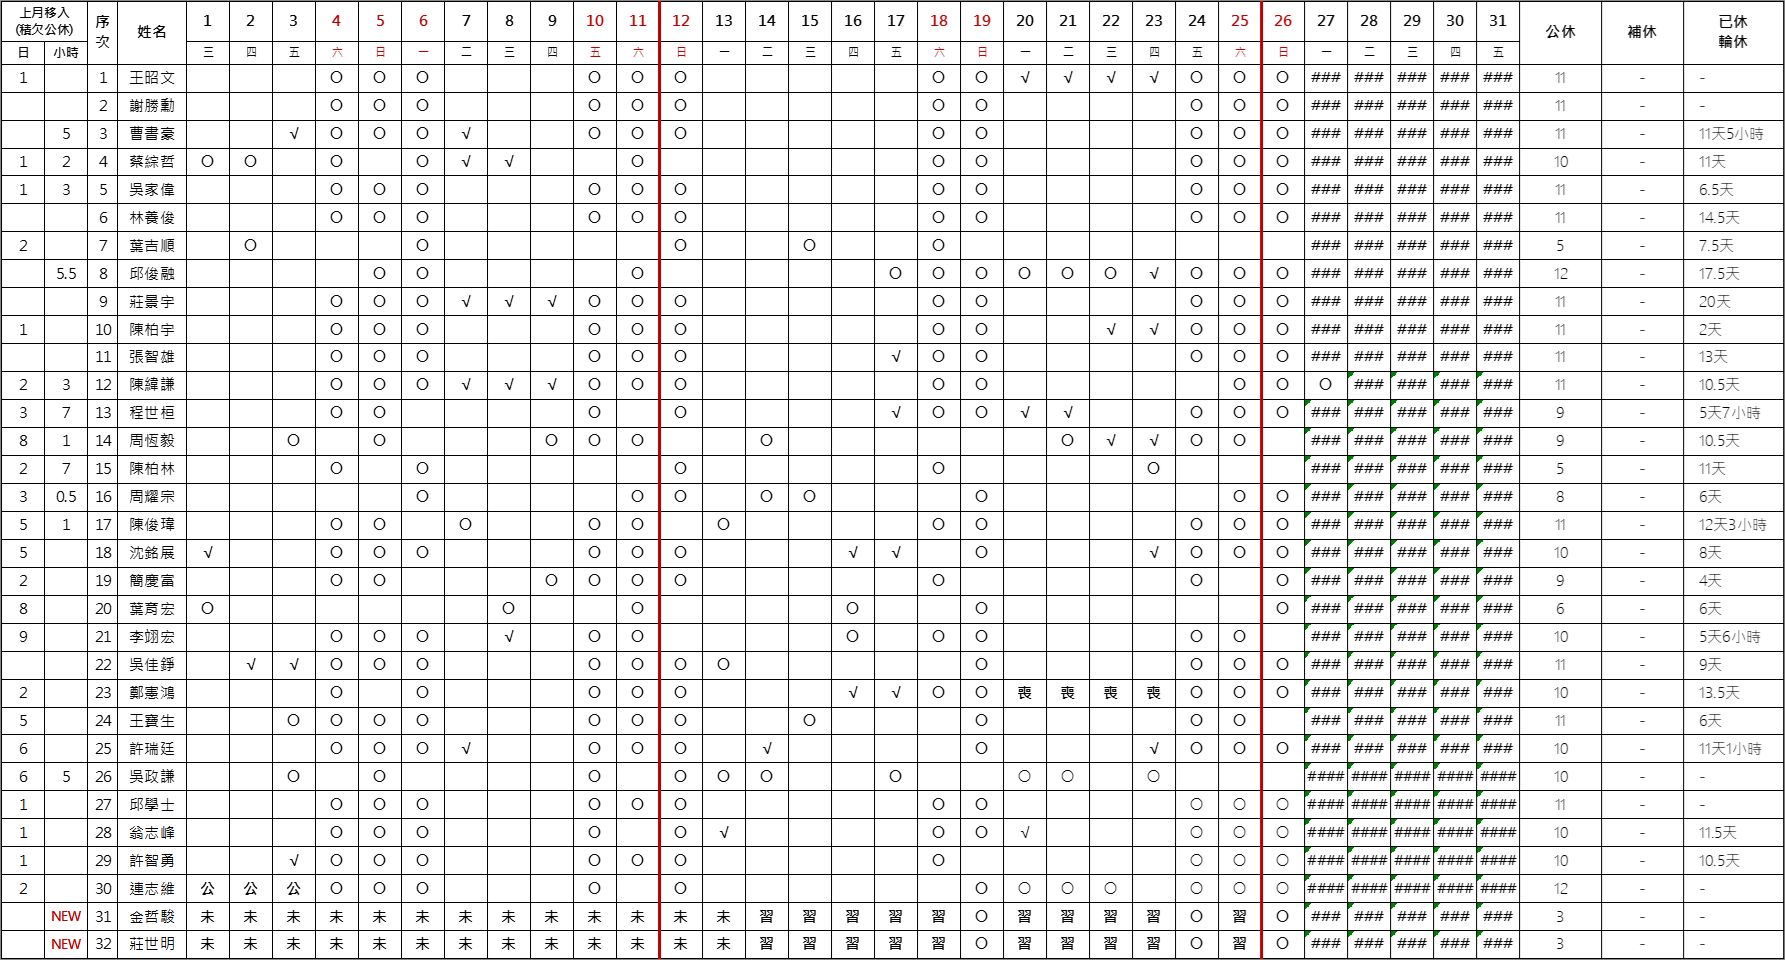 上月移入 (積欠公休) 序次 姓名 1 2 3 4 5 6 7 8 9 10 11 12 13 14 15 16 17 18 19 20 21 22 23 24 25 26 27 28 29 30 31 公休 補休 已休輪休
日 小時 三 四 五 六 日 一 二 三 四 五 六 日 一 二 三 四 五 六 日 一 二 三 四 五 六 日 一 二 三 四 五
1 1 王昭文 O O O O O O O O √ √ √ √ O O O ### ### ### ### ### 11 - -
2 謝勝勳 O O O O O O O O O O O ### ### ### ### ### 11 - -
5 3 曹書豪 √ O O O √ O O O O O O O O ### ### ### ### ### 11 - 11天5小時
1 2 4 蔡綜哲 O O O O √ √ O O O O O O ### ### ### ### ### 10 - 11天
1 3 5 吳家偉 O O O O O O O O O O O ### ### ### ### ### 11 - 6.5天
6 林養俊 O O O O O O O O O O O ### ### ### ### ### 11 - 14.5天
2 7 葉吉順 O O O O O ### ### ### ### ### 5 - 7.5天
5.5 8 邱俊融 O O O O O O O O O √ O O O ### ### ### ### ### 12 - 17.5天
9 莊景宇 O O O √ √ √ O O O O O O O O ### ### ### ### ### 11 - 20天
1 10 陳柏宇 O O O O O O O O √ √ O O O ### ### ### ### ### 11 - 2天
11 張智雄 O O O O O O √ O O O O O ### ### ### ### ### 11 - 13天
2 3 12 陳緯謙 O O O √ √ √ O O O O O O O O ### ### ### ### 11 - 10.5天
3 7 13 程世桓 O O O O √ O O √ √ O O O ### ### ### ### ### 9 - 5天7小時
8 1 14 周恆毅 O O O O O O O √ √ O O ### ### ### ### ### 9 - 10.5天
2 7 15 陳柏林 O O O O O ### ### ### ### ### 5 - 11天
3 0.5 16 周耀宗 O O O O O O O O ### ### ### ### ### 8 - 6天
5 1 17 陳俊瑋 O O O O O O O O O O O ### ### ### ### ### 11 - 12天3小時
5 18 沈銘展 √ O O O O O O √ √ O √ O O O ### ### ### ### ### 10 - 8天
2 19 簡慶富 O O O O O O O O O ### ### ### ### ### 9 - 4天
8 20 葉育宏 O O O O O O ### ### ### ### ### 6 - 6天
9 21 李翊宏 O O O √ O O O O O O O ### ### ### ### ### 10 - 5天6小時
22 吳佳錚 √ √ O O O O O O O O O O O ### ### ### ### ### 11 - 9天
2 23 鄭憲鴻 O O O O O √ √ O O 喪 喪 喪 喪 O O O ### ### ### ### ### 10 - 13.5天
5 24 王寶生 O O O O O O O O O O O ### ### ### ### ### 11 - 6天
6 25 許瑞廷 O O O √ O O O √ O √ O O O ### ### ### ### ### 10 - 11天1小時
6 5 26 吳政謙 O O O O O O O O O O #### #### #### #### #### 10 - -
1 27 邱學士 O O O O O O O O O O O #### #### #### #### #### 11 - -
1 28 翁志峰 O O O O O √ O O √ O O O #### #### #### #### #### 10 - 11.5天
1 29 許智勇 √ O O O O O O O O O O #### #### #### #### #### 10 - 10.5天
2 30 連志維 公 公 公 O O O O O O O O O O O O #### #### #### #### #### 12 - -
NEW 31 金哲駿 未 未 未 未 未 未 未 未 未 未 未 未 未 習 習 習 習 習 O 習 習 習 習 O 習 O ### ### ### ### ### 3 - -
NEW 32 莊世明 未 未 未 未 未 未 未 未 未 未 未 未 未 習 習 習 習 習 O 習 習 習 習 O 習 O ### ### ### ### ### 3 - -